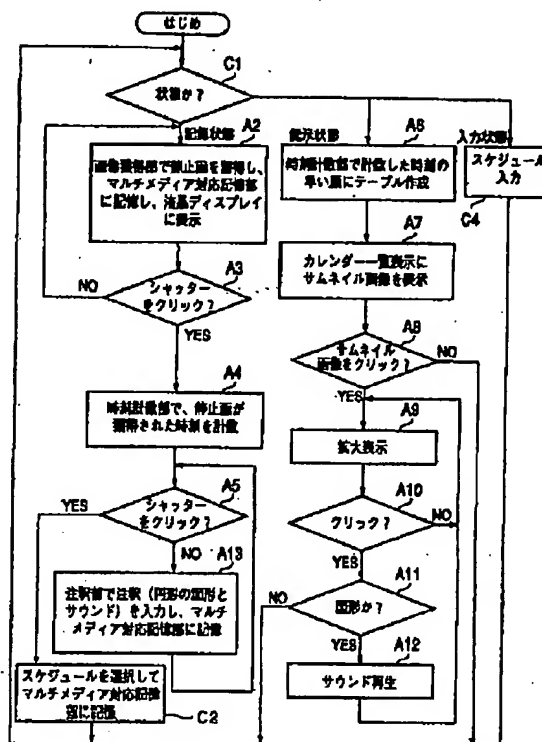 はじめ
C1
状態か?
A2
記録状態
画像獲得部で静止画を獲得し、
マルチメディア対応記憶部
に記憶し、液晶ディスプレイ
に表示
A3
NO
シャッター
をクリック?
YES
A4
時刻計数部で、静止画が
獲得された時刻を計数
A5
YES
シャッター
をクリック?
NO
A13
注釈部で注釈(円形の図形と
サウンド)を入力し、マルチ
メディア対応記憶部に記憶
スケジュールを選択して
マルチメディア対応記憶
部に記憶
C2
A6
提示状態
時刻計数部で計数した時刻の
早い順にテーブル作成
A7
カレンダー一覧表示に
サムネイル画像を表示
A8
サムネイル
画像をクリック?
NO
YES
A9
拡大表示
A10
クリック?
NO
YES
A11
NO
図形か?
YES
A12
サウンド再生
入力状態
スケジュール
入力
C4